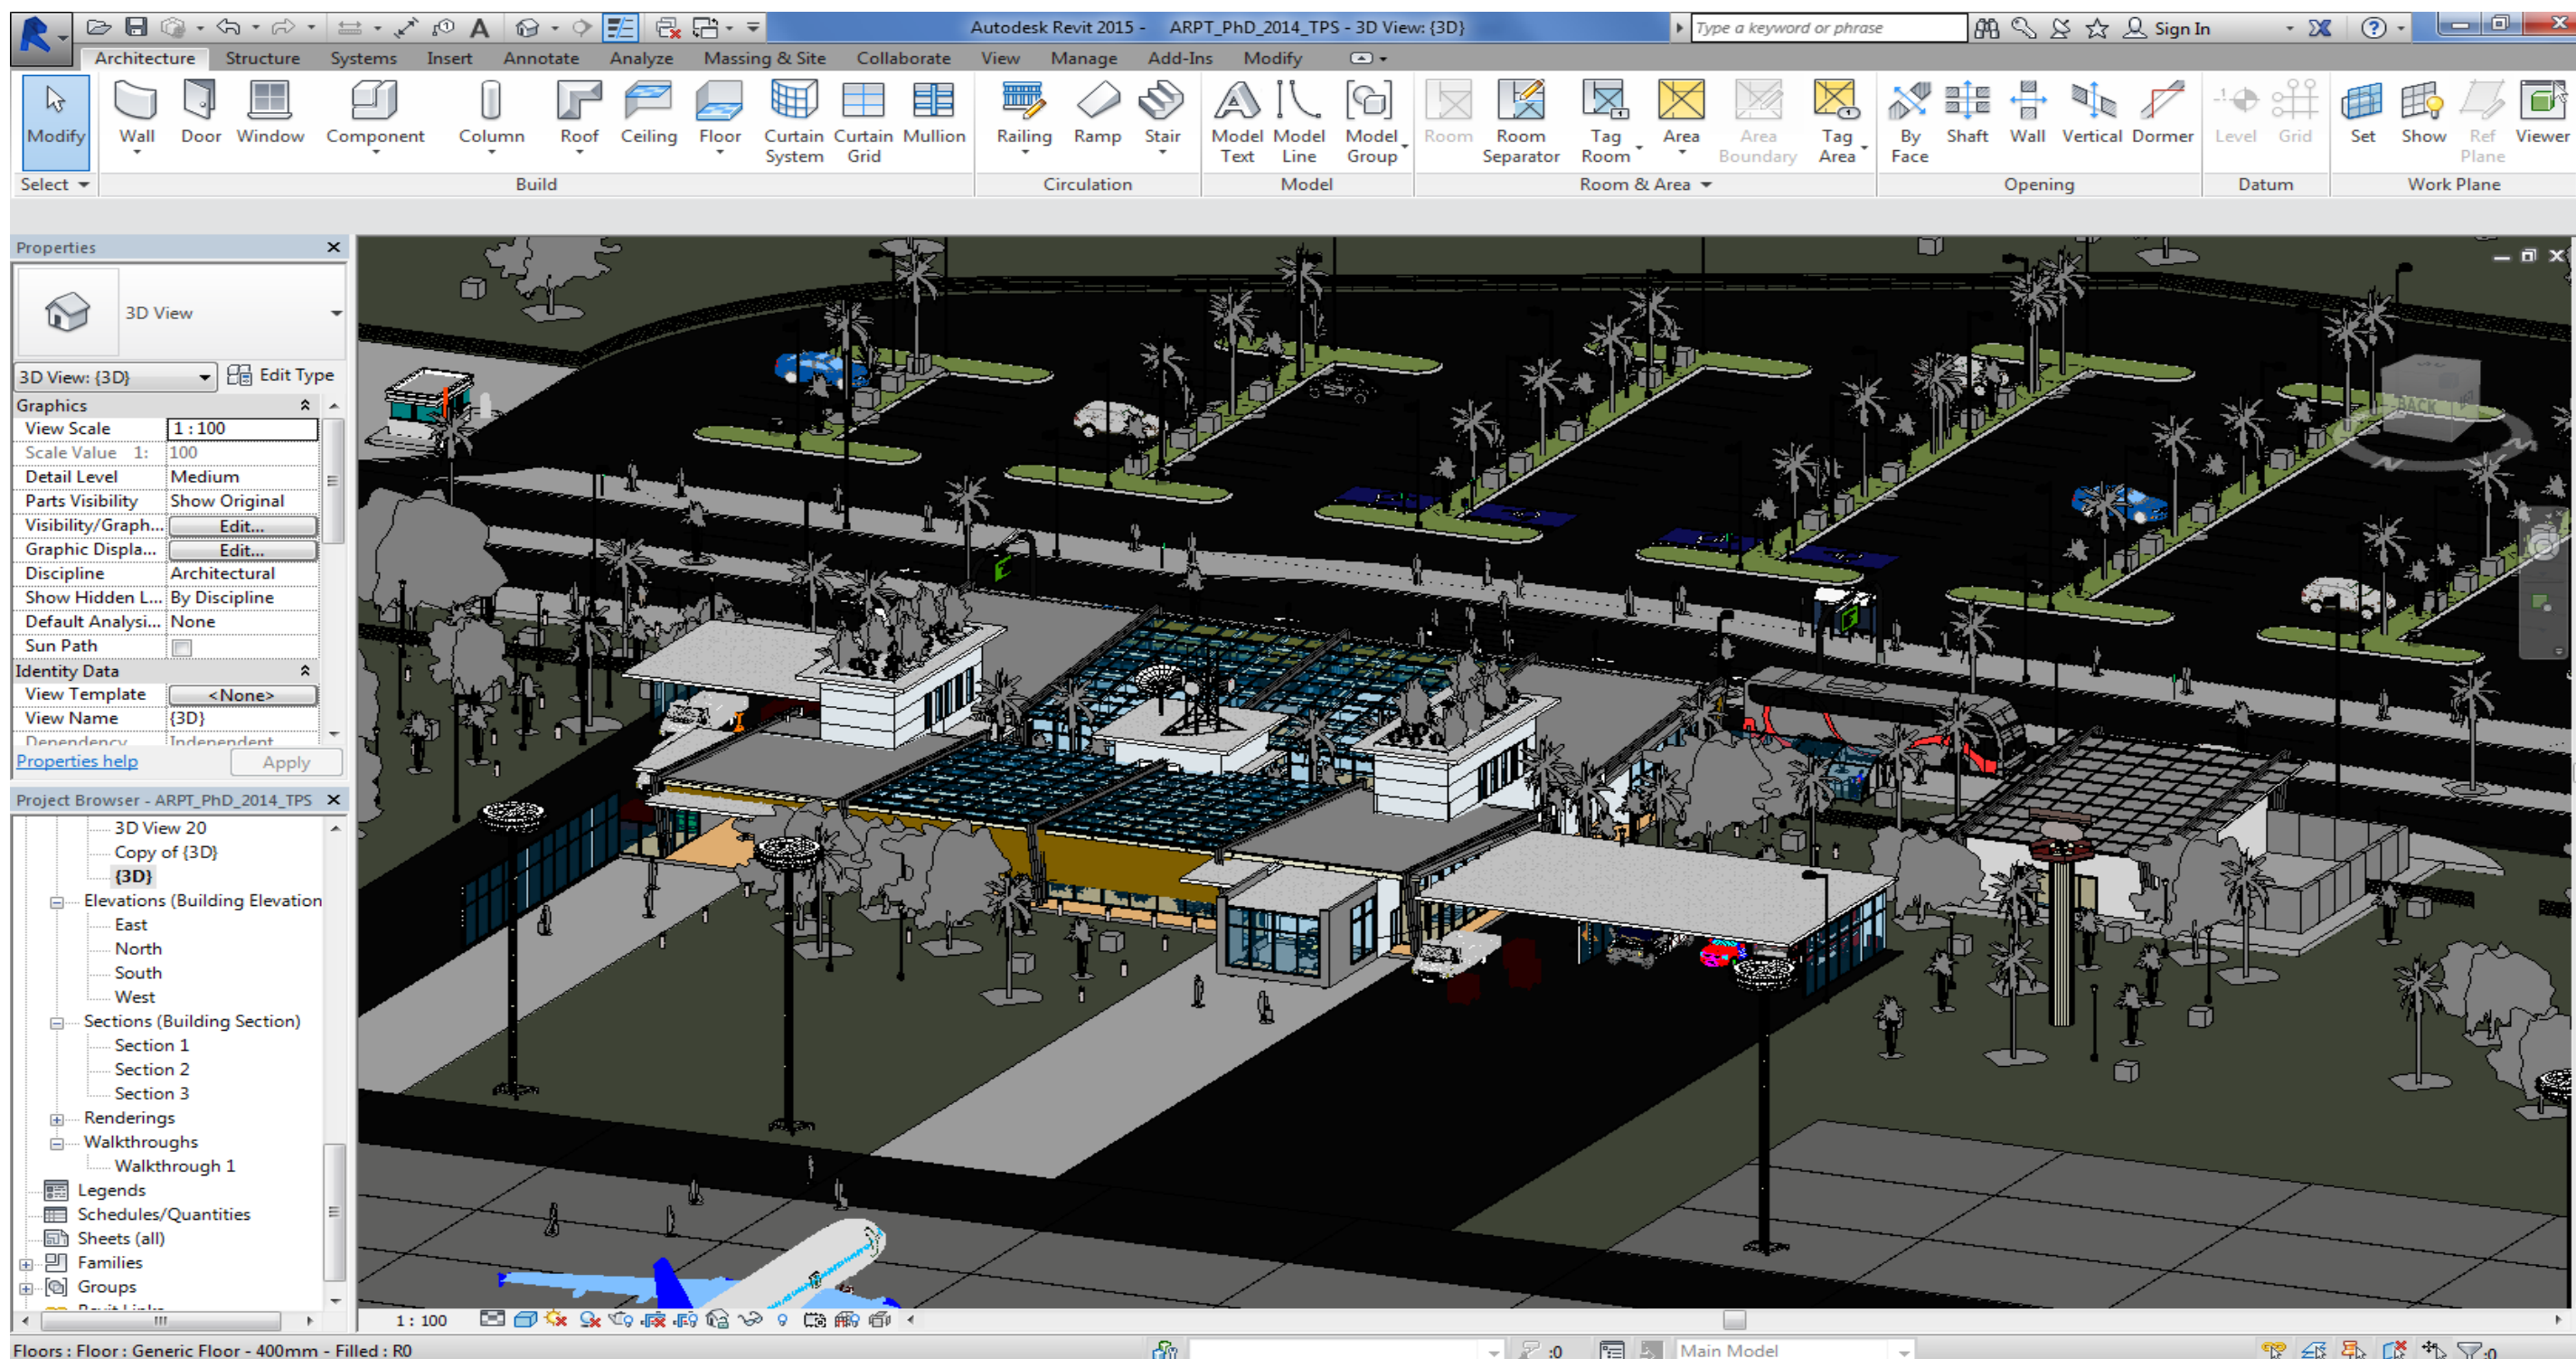 Autodesk Revit 2015 - ARPT_PhD_2014_TPS - 3D View: {3D}
Type a keyword or phrase
Sign In
Architecture Structure Systems Insert Annotate Analyze Massing & Site Collaborate View Manage Add-Ins Modify
Modify Wall Door Window Component Column Roof Ceiling Floor Curtain System Curtain Grid Mullion Railing Ramp Stair Model Text Model Line Model Group Room Room Separator Tag Room Area Area Boundary Tag Area By Face Shaft Wall Vertical Dormer Level Grid Set Show Ref Plane Viewer
Select Build Circulation Model Room & Area Opening Datum Work Plane
Properties
3D View
3D View: {3D} Edit Type
Graphics
View Scale 1 : 100
Scale Value 1: 100
Detail Level Medium
Parts Visibility Show Original
Visibility/Graph... Edit...
Graphic Displa... Edit...
Discipline Architectural
Show Hidden L... By Discipline
Default Analysi... None
Sun Path
Identity Data
View Template <None>
View Name {3D}
Dependency Independent
Properties help Apply
Project Browser - ARPT_PhD_2014_TPS
3D View 20
Copy of {3D}
{3D}
Elevations (Building Elevation
East
North
South
West
Sections (Building Section)
Section 1
Section 2
Section 3
Renderings
Walkthroughs
Walkthrough 1
Legends
Schedules/Quantities
Sheets (all)
Families
Groups
Revit Links
BACK
1 : 100
Floors : Floor : Generic Floor - 400mm - Filled : R0
:0
Main Model
:0